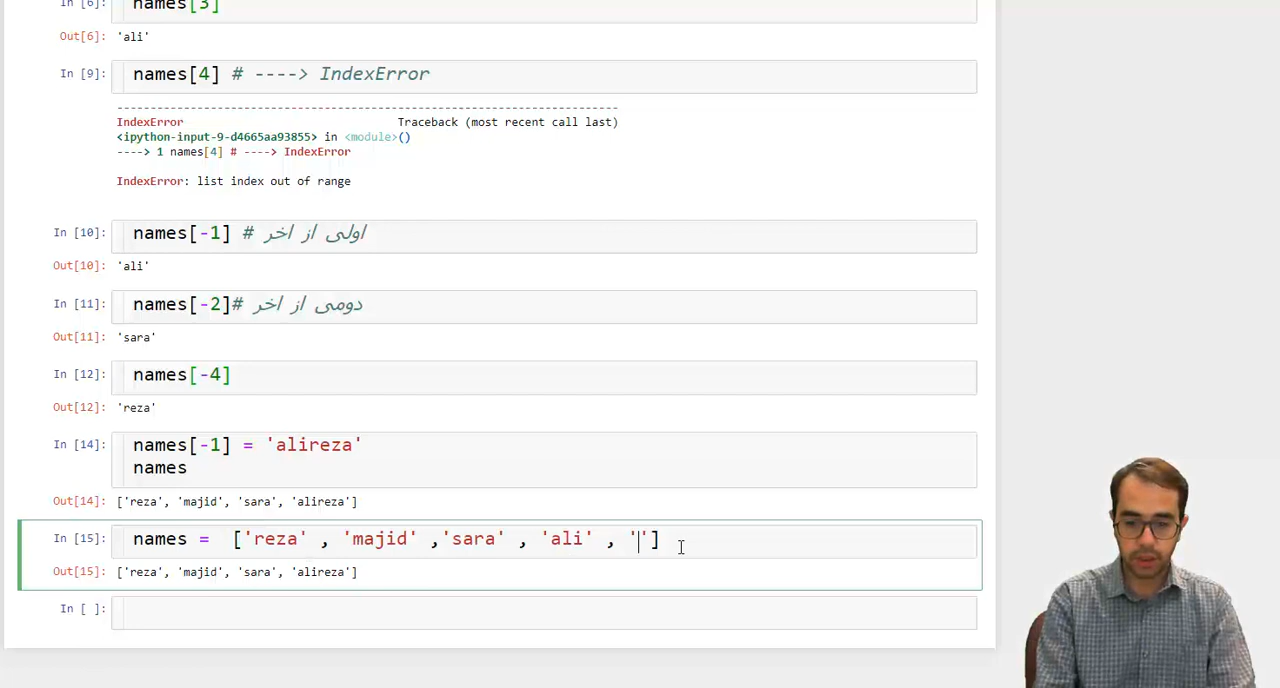 In [6]: names[3]
Out[6]: 'ali'
In [9]: names[4] # ----> IndexError
---------------------------------------------------------------------------
IndexError Traceback (most recent call last)
<ipython-input-9-d4665aa93855> in <module>()
----> 1 names[4] # ----> IndexError
IndexError: list index out of range
In [10]: names[-1] # اولی از اخر
Out[10]: 'ali'
In [11]: names[-2]# دومی از اخر
Out[11]: 'sara'
In [12]: names[-4]
Out[12]: 'reza'
In [14]: names[-1] = 'alireza'
names
Out[14]: ['reza', 'majid', 'sara', 'alireza']
In [15]: names =  ['reza' , 'majid' ,'sara' , 'ali' , '']
Out[15]: ['reza', 'majid', 'sara', 'alireza']
In [ ]: